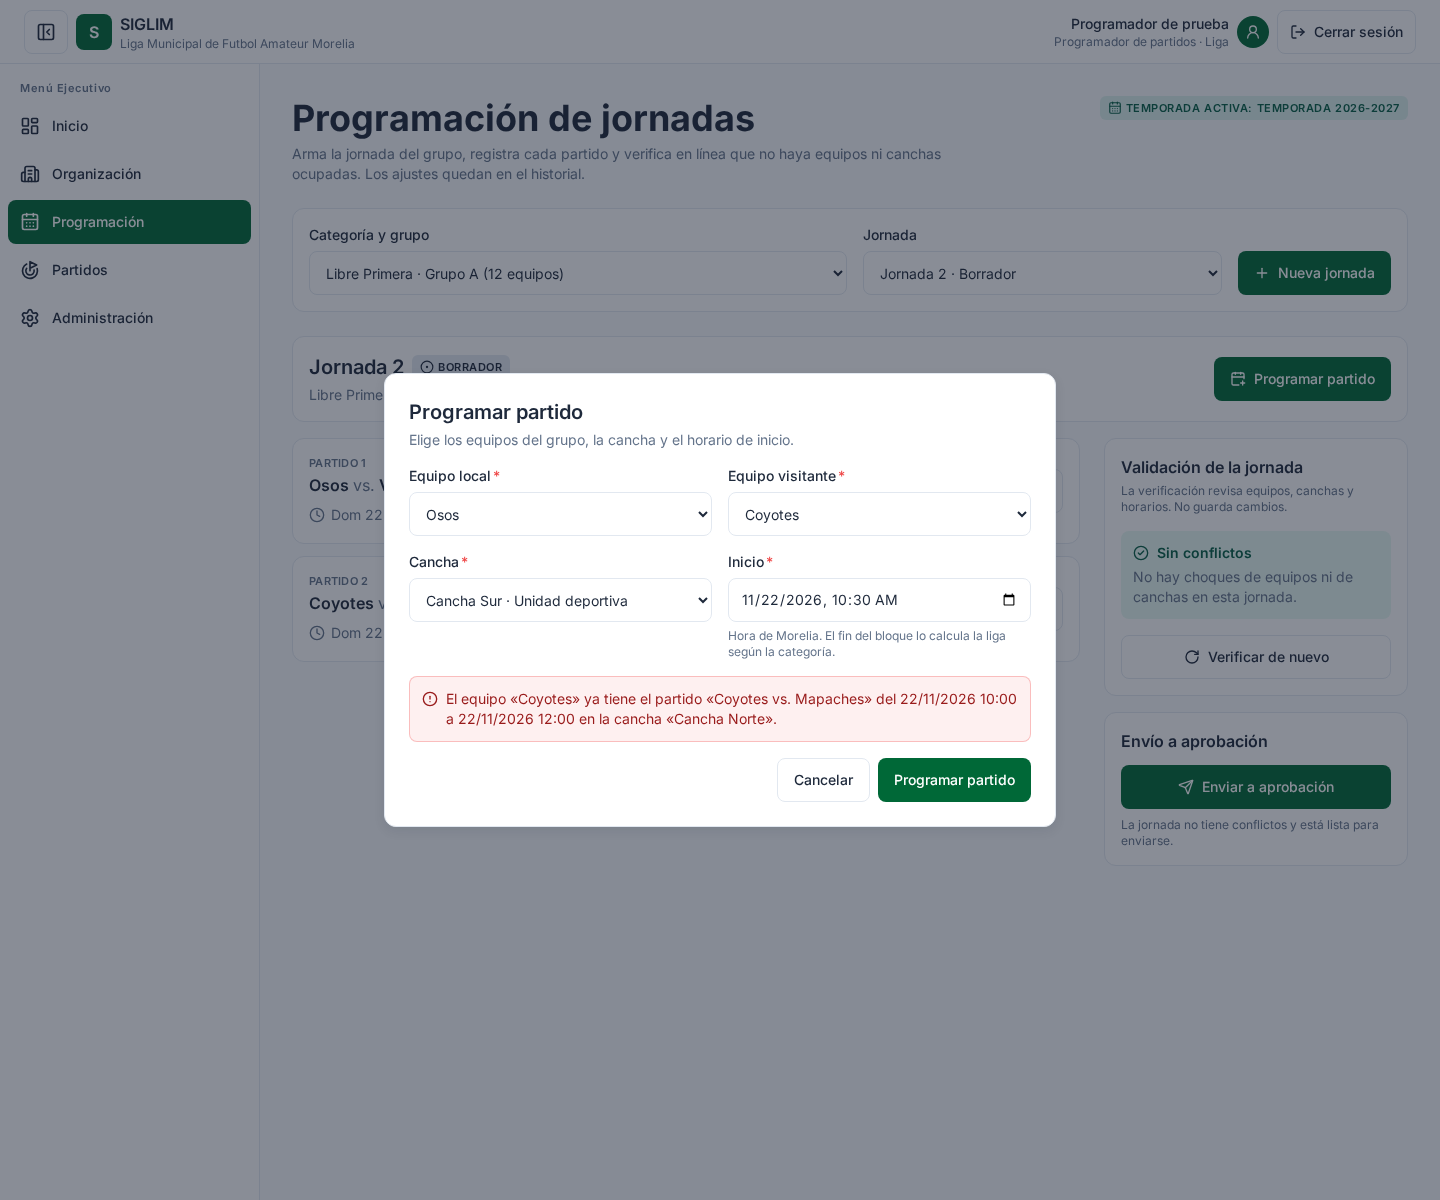 S
SIGLIM
Liga Municipal de Futbol Amateur Morelia
Programador de prueba
Programador de partidos · Liga
Cerrar sesión
Menú Ejecutivo
Inicio
Organización
Programación
Partidos
Administración
Programación de jornadas
TEMPORADA ACTIVA: TEMPORADA 2026-2027
Arma la jornada del grupo, registra cada partido y verifica en línea que no haya equipos ni canchas
ocupadas. Los ajustes quedan en el historial.
Categoría y grupo
Libre Primera · Grupo A (12 equipos)
Jornada
Jornada 2 · Borrador
Nueva jornada
Jornada 2
BORRADOR
Libre Prime
Programar partido
PARTIDO 1
Osos vs.
Dom 22
PARTIDO 2
Coyotes
Dom 22
Programar partido
Elige los equipos del grupo, la cancha y el horario de inicio.
Equipo local*
Osos
Equipo visitante*
Coyotes
Cancha*
Cancha Sur · Unidad deportiva
Inicio*
11/22/2026, 10:30 AM
Hora de Morelia. El fin del bloque lo calcula la liga
según la categoría.
El equipo «Coyotes» ya tiene el partido «Coyotes vs. Mapaches» del 22/11/2026 10:00
a 22/11/2026 12:00 en la cancha «Cancha Norte».
Cancelar
Programar partido
Validación de la jornada
La verificación revisa equipos, canchas y
horarios. No guarda cambios.
Sin conflictos
No hay choques de equipos ni de
canchas en esta jornada.
Verificar de nuevo
Envío a aprobación
Enviar a aprobación
La jornada no tiene conflictos y está lista para
enviarse.